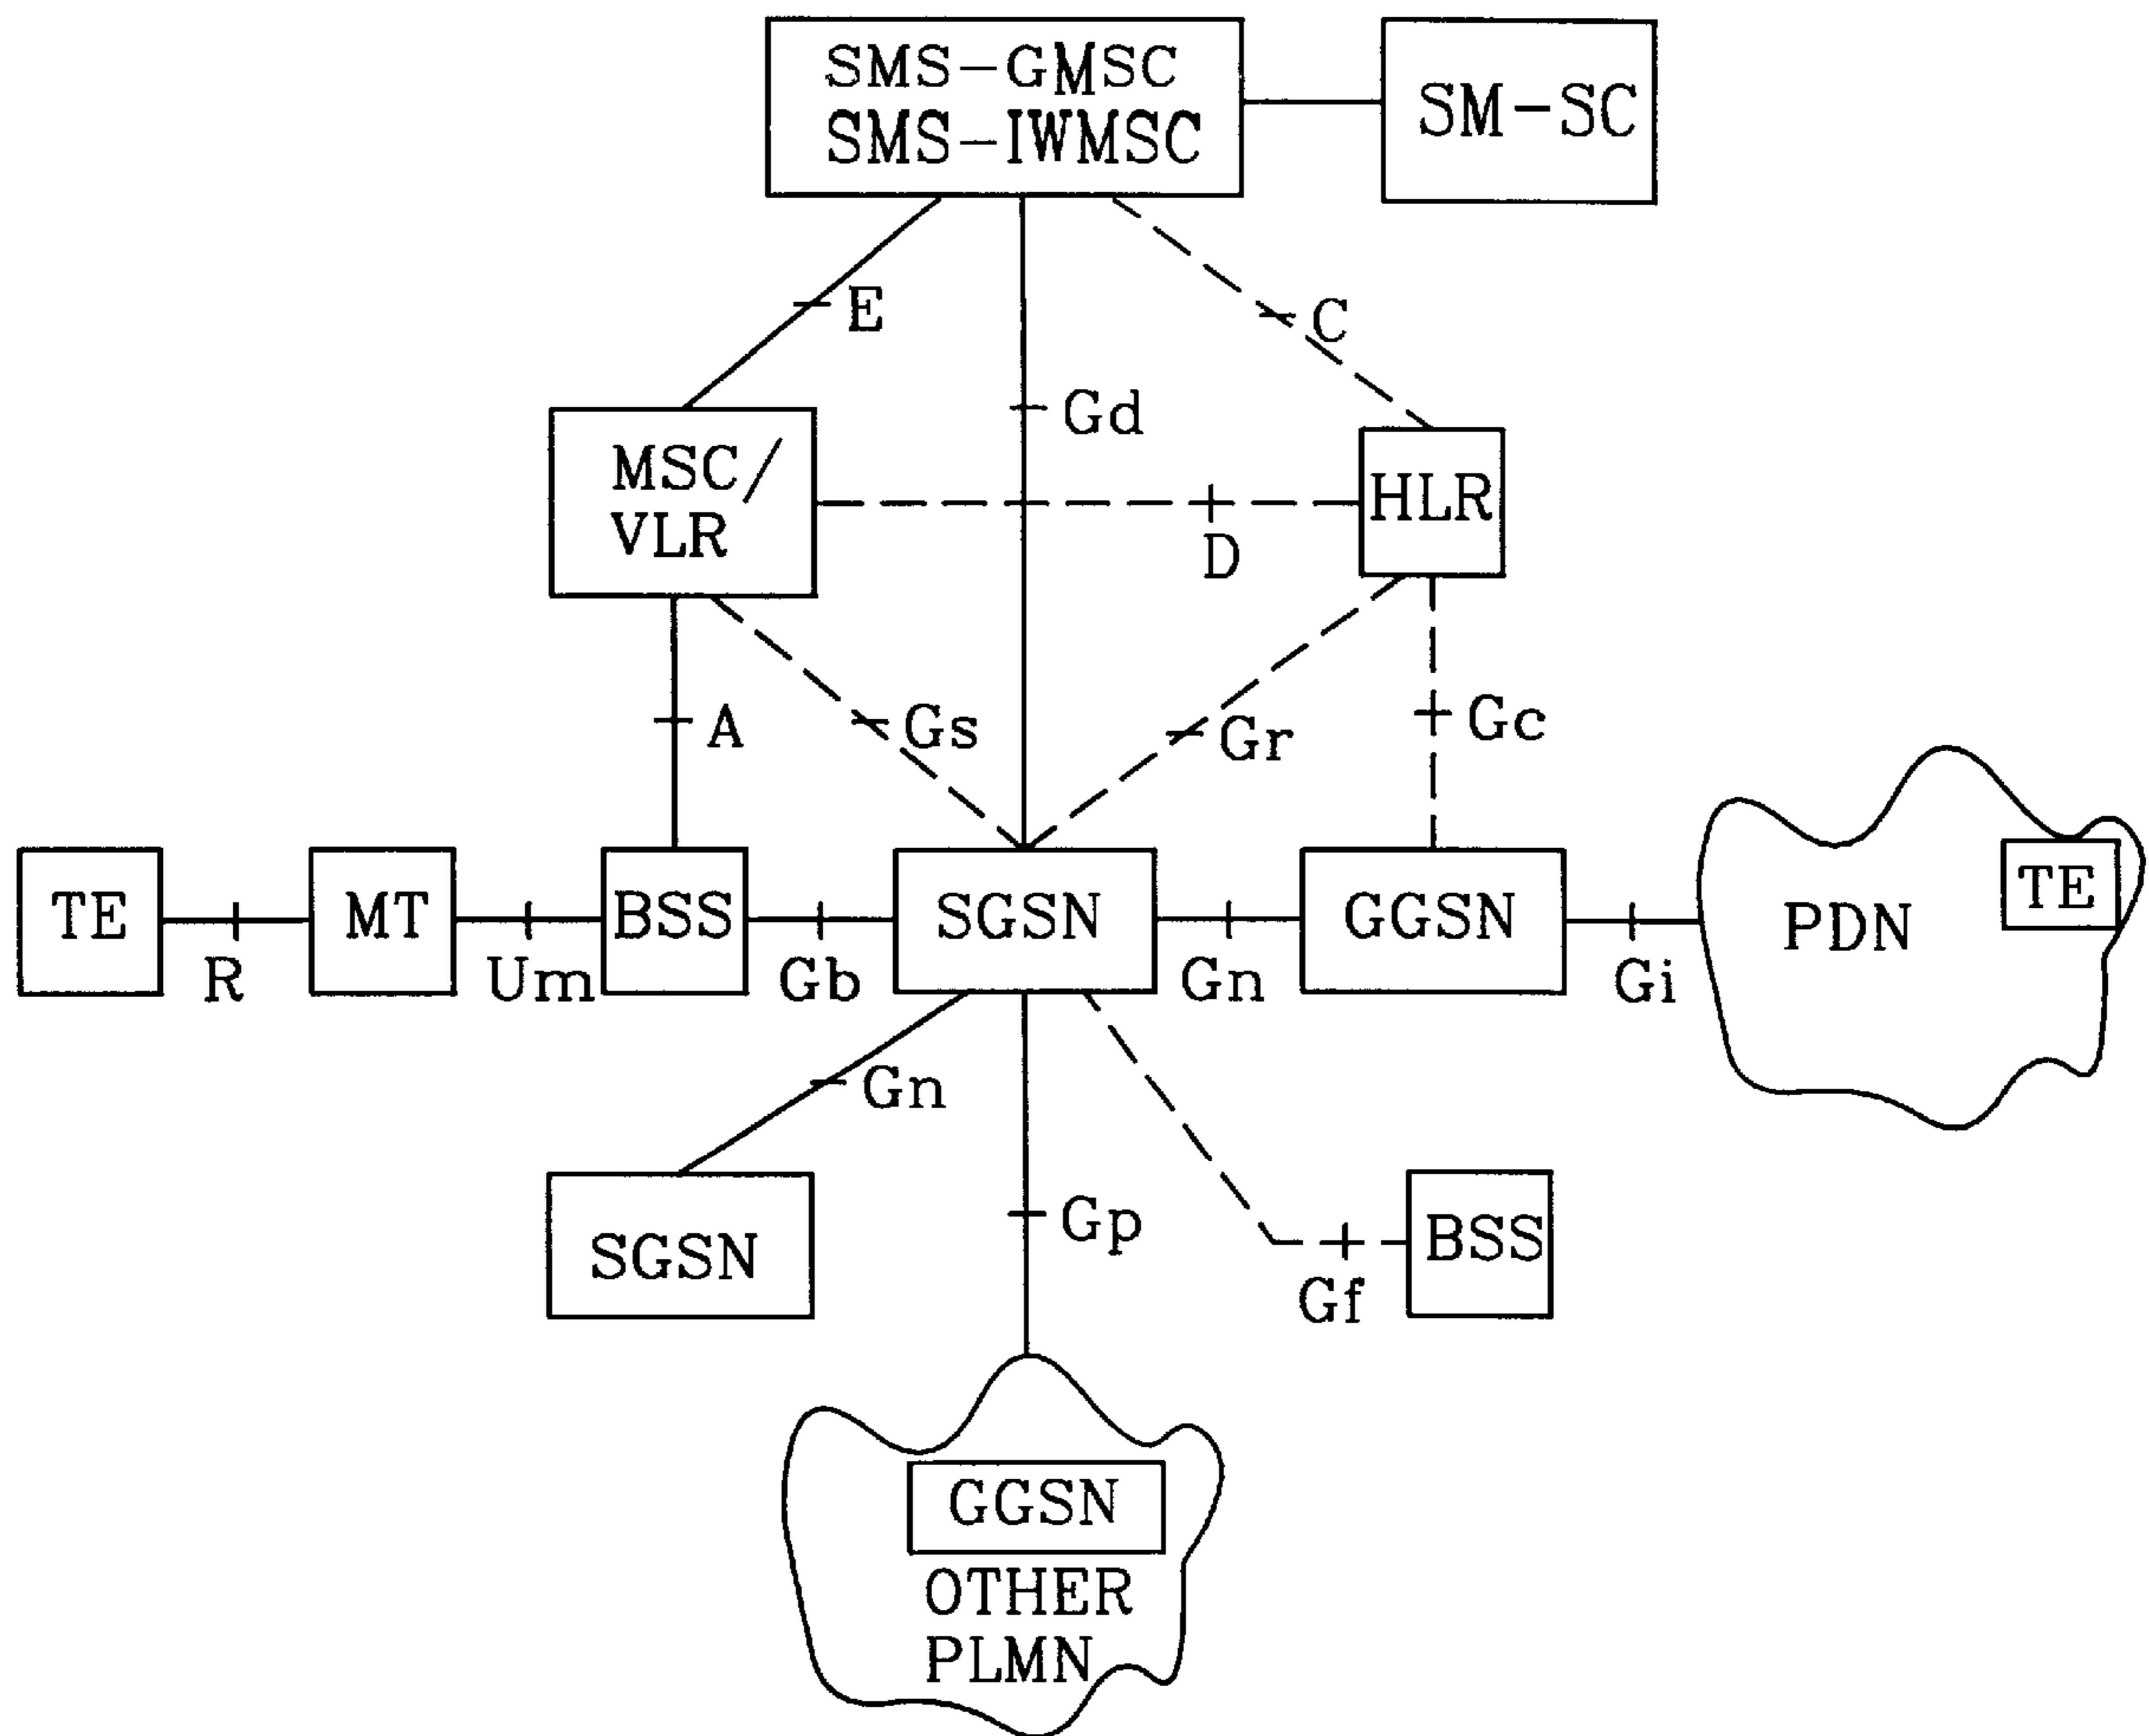 SMS-GMSC
SMS-IWMSC
SM-SC
E
C
Gd
MSC/
VLR
HLR
D
A
Gs
Gr
Gc
TE
MT
BSS
SGSN
GGSN
PDN
TE
R
Um
Gb
Gn
Gi
Gn
SGSN
Gp
BSS
Gf
GGSN
OTHER
PLMN